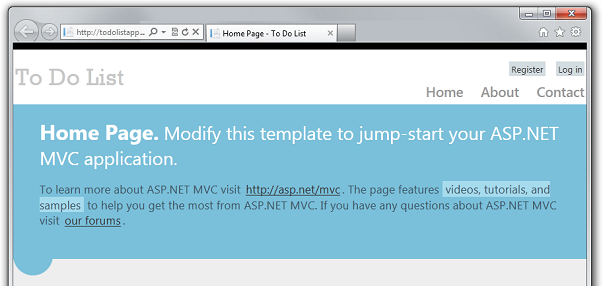 http://todolistapp...
Home Page - To Do List
Register Log in
To Do List
Home About Contact
Home Page. Modify this template to jump-start your ASP.NET
MVC application.
To learn more about ASP.NET MVC visit http://asp.net/mvc. The page features videos, tutorials, and
samples to help you get the most from ASP.NET MVC. If you have any questions about ASP.NET MVC
visit our forums.